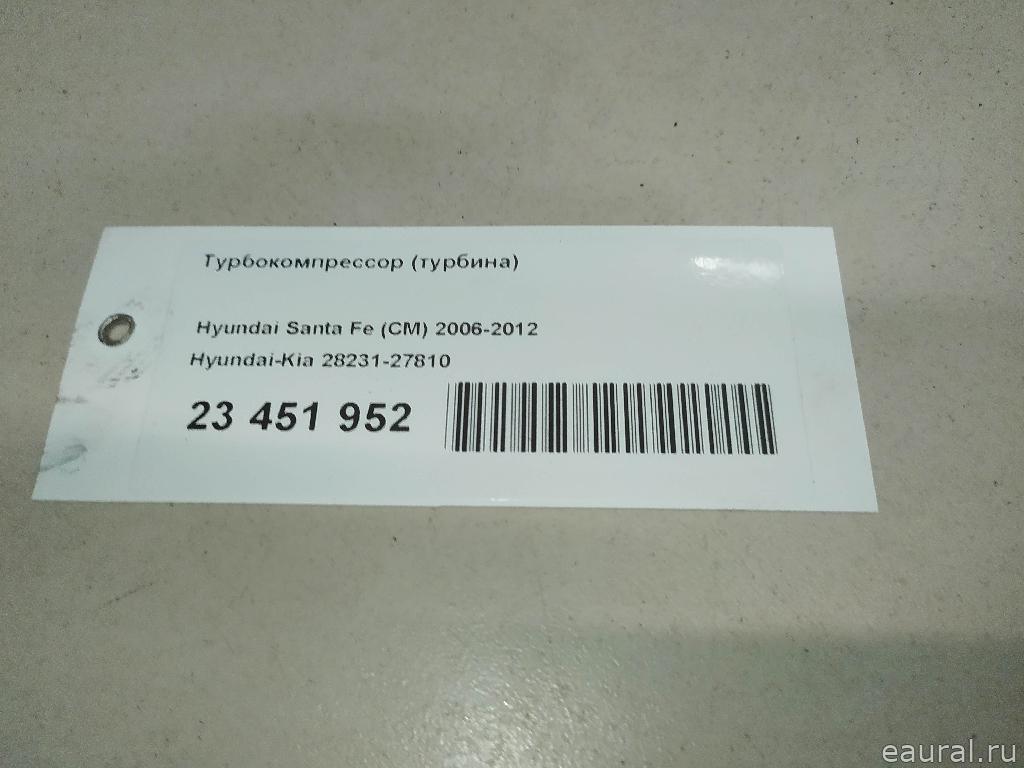 Турбокомпрессор (турбина)
Hyundai Santa Fe (CM) 2006-2012
Hyundai-Kia 28231-27810
23 451 952
eaural.ru